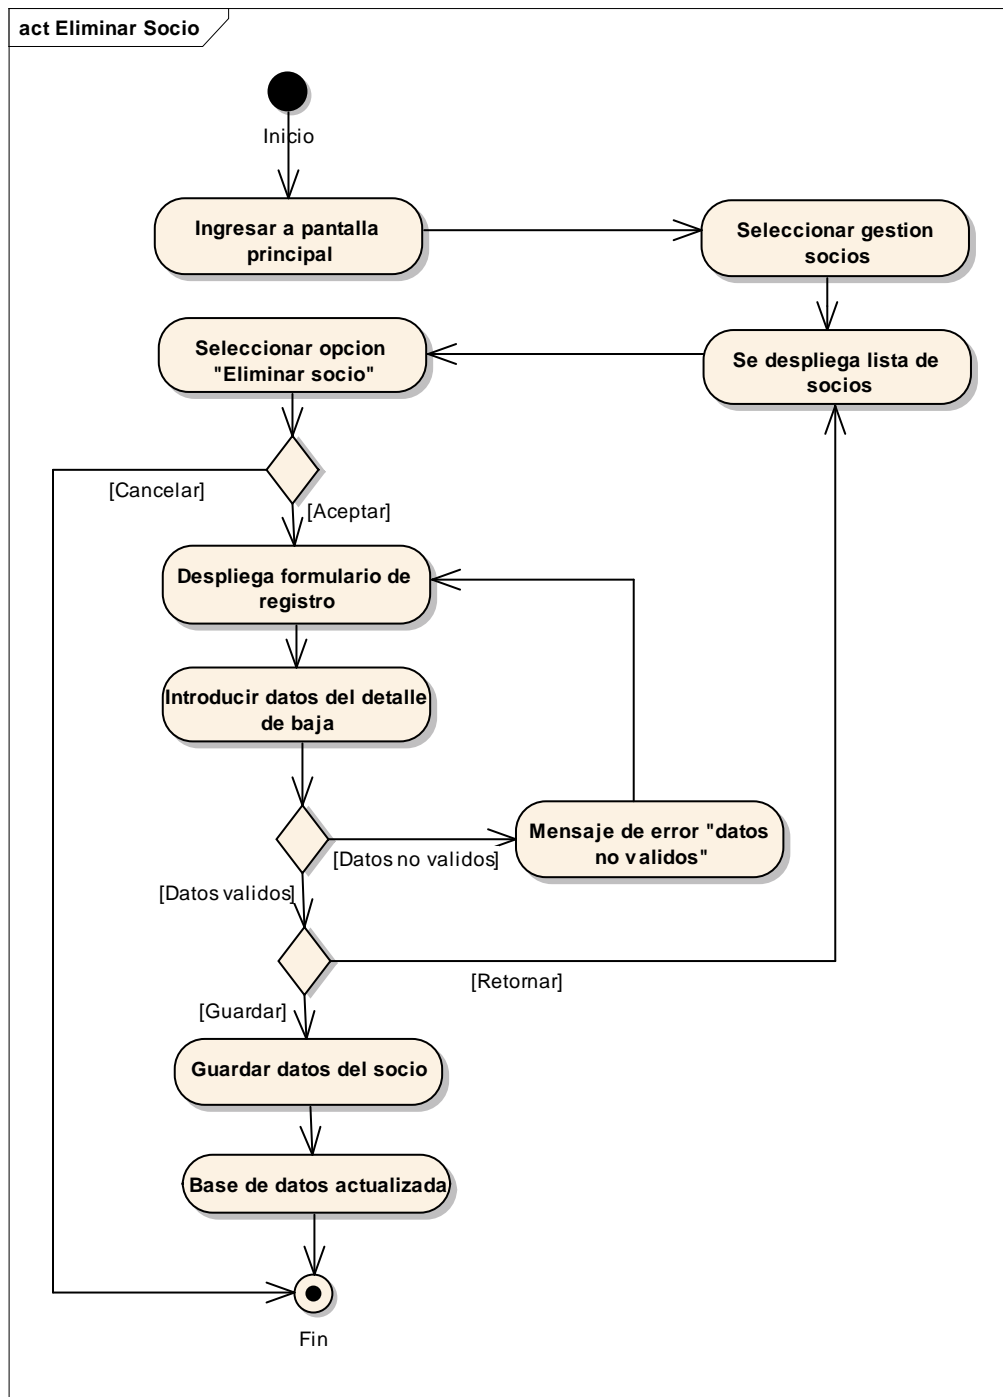 act Eliminar Socio
Inicio
Ingresar a pantalla
principal
Seleccionar gestion
socios
Seleccionar opcion
"Eliminar socio"
Se despliega lista de
socios
[Cancelar]
[Aceptar]
Despliega formulario de
registro
Introducir datos del detalle
de baja
Mensaje de error "datos
no validos"
[Datos no validos]
[Datos validos]
[Retornar]
[Guardar]
Guardar datos del socio
Base de datos actualizada
Fin